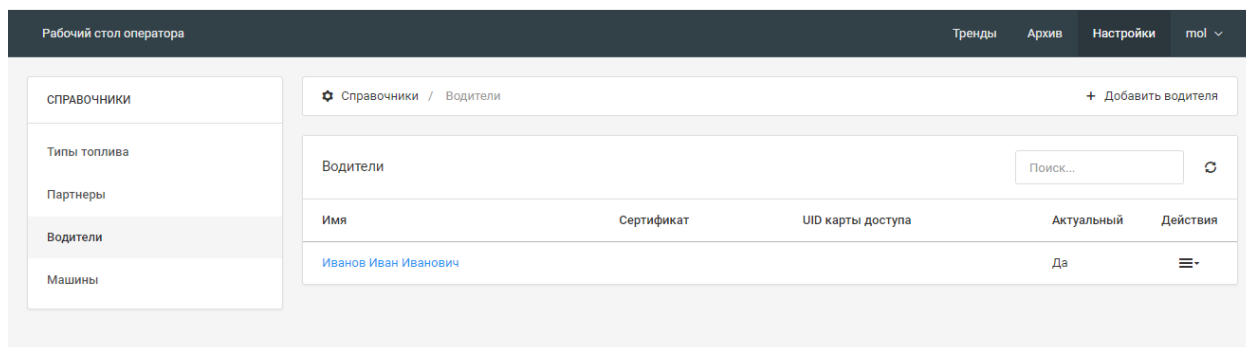 Рабочий стол оператора Тренды Архив Настройки mol
СПРАВОЧНИКИ
Типы топлива
Партнеры
Водители
Машины
Справочники / Водители + Добавить водителя
Водители Поиск...
Имя Сертификат UID карты доступа Актуальный Действия
Иванов Иван Иванович Да